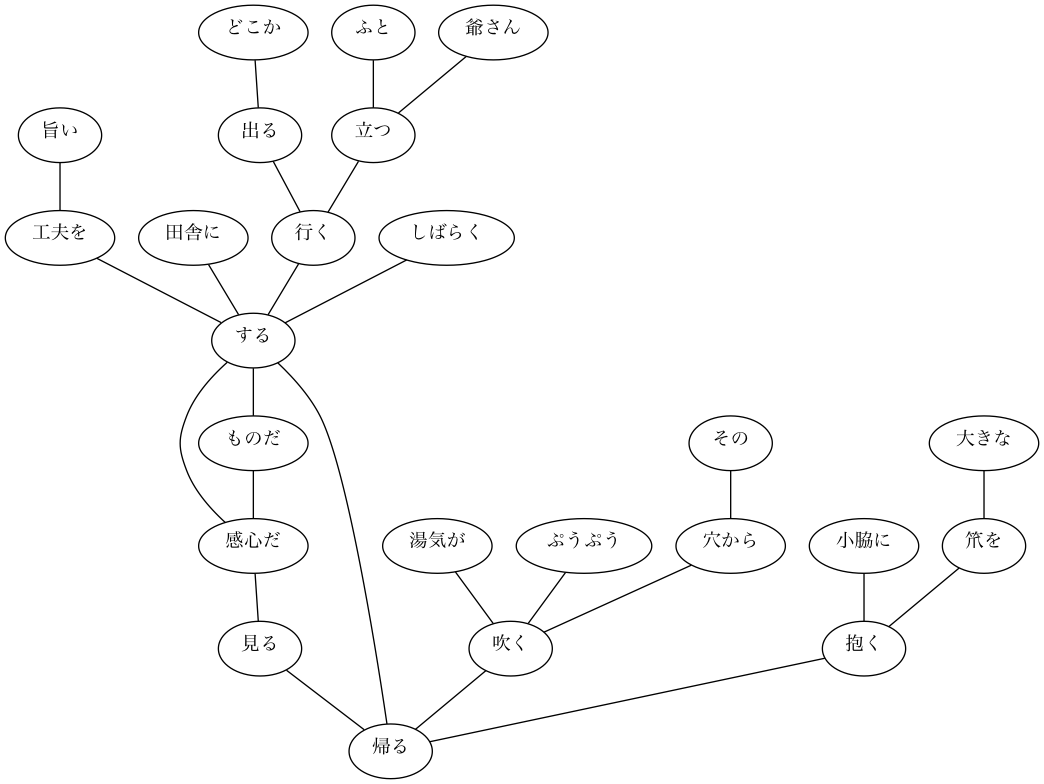 どこか
ふと
爺さん
旨い
出る
立つ
工夫を
田舎に
行く
しばらく
する
ものだ
その
大きな
感心だ
湯気が
ぷうぷう
穴から
小脇に
笊を
見る
吹く
抱く
帰る